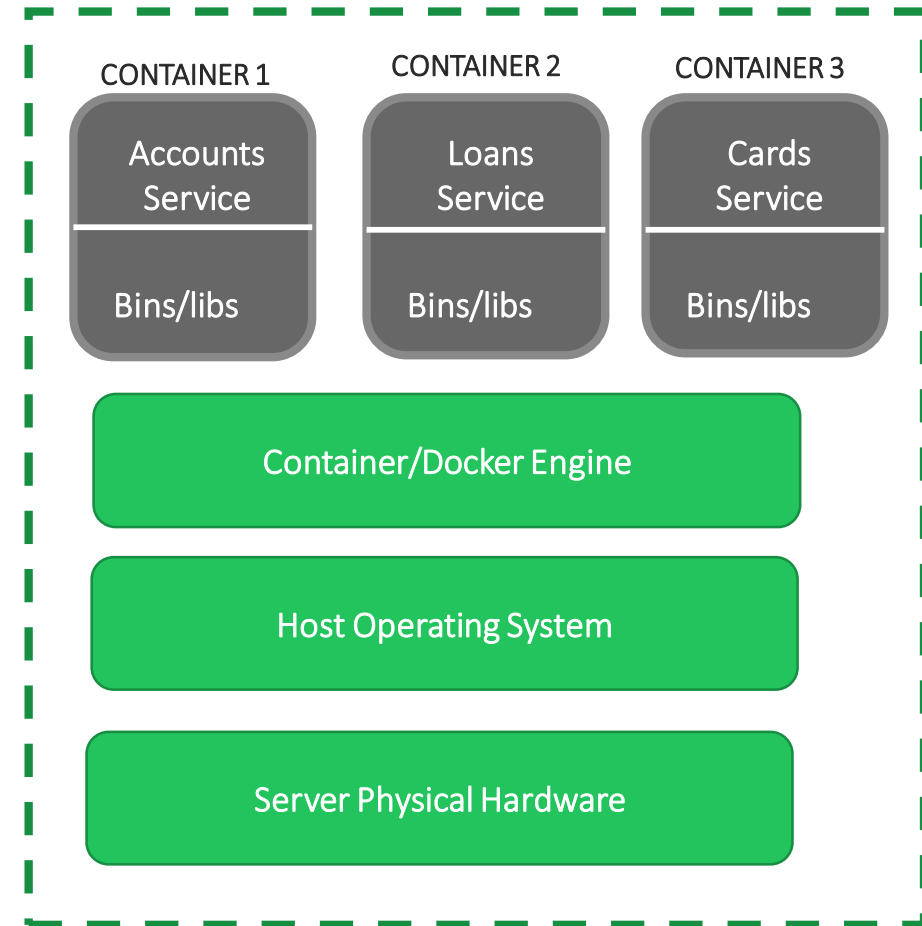 CONTAINER 1
CONTAINER 2
CONTAINER 3
Accounts
Service
Bins/libs
Loans
Service
Bins/libs
Cards
Service
Bins/libs
Container/Docker Engine
Host Operating System
Server Physical Hardware